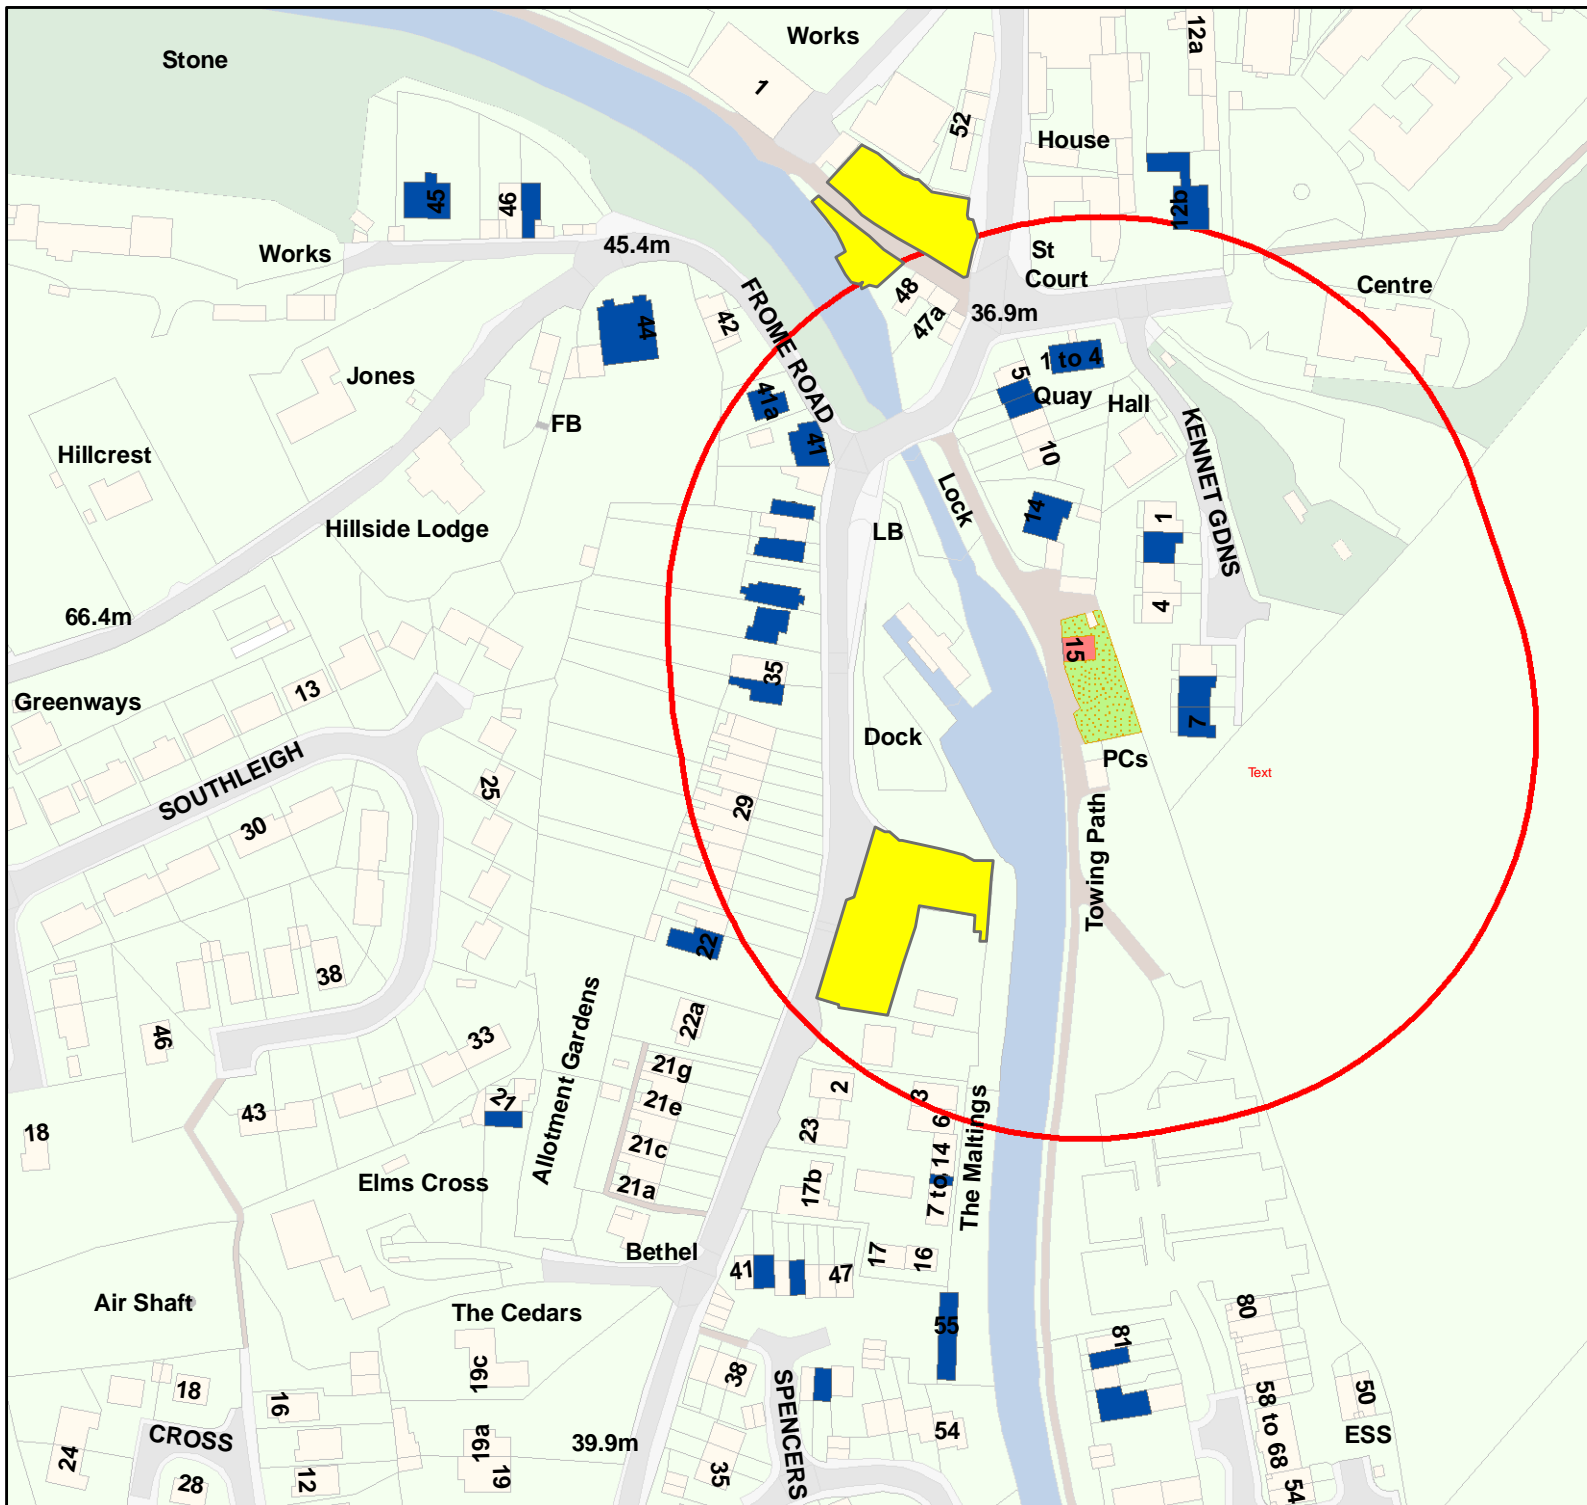 Works
12a
Stone
1
52
House
45
46
12b
Works
45.4m
St
Court
Centre
48
FROME ROAD
47a
36.9m
44
42
1 to 4
5
Jones
41a
Quay
Hall
FB
41
KENNET GDNS
Hillcrest
10
Lock
Hillside Lodge
LB
14
1
66.4m
4
15
35
13
Greenways
7
Dock
PCs
Text
SOUTHLEIGH
25
29
30
Towing Path
22
38
Allotment Gardens
22a
46
33
21g
2
21
21e
3
43
18
23
6
The Maltings
21c
Elms Cross
7 to 14
21a
17b
Bethel
17
16
41
47
Air Shaft
The Cedars
55
80
81
19c
38
18
16
SPENCERS
50
58 to 68
CROSS
39.9m
54
ESS
24
19a
35
28
12
19
54